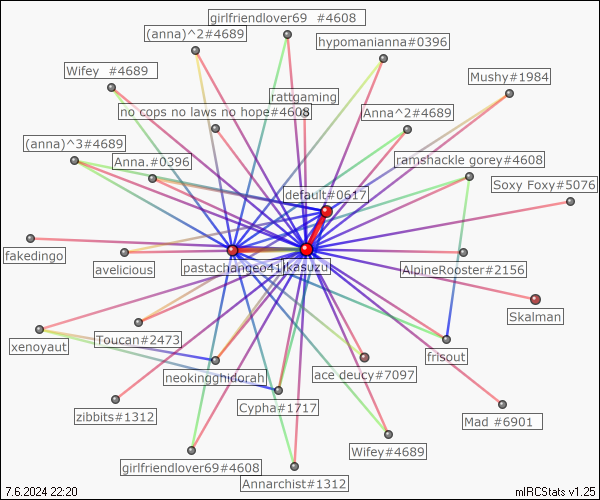 girlfriendlover69 #4608
(anna)^2#4689
hypomanianna#0396
Wifey #4689
Mushy#1984
rattgaming
no cops no laws no hope#4608
Anna^2#4689
(anna)^3#4689
Anna.#0396
ramshackle gorey#4608
Soxy Foxy#5076
default#0617
fakedingo
avelicious
pastachangeo41
kasuzu
AlpineRooster#2156
Skalman
xenoyaut
Toucan#2473
frisout
neokingghidorah
ace deucy#7097
zibbits#1312
Cypha#1717
Mad #6901
Wifey#4689
girlfriendlover69#4608
Annarchist#1312
7.6.2024 22:20
mIRCStats v1.25